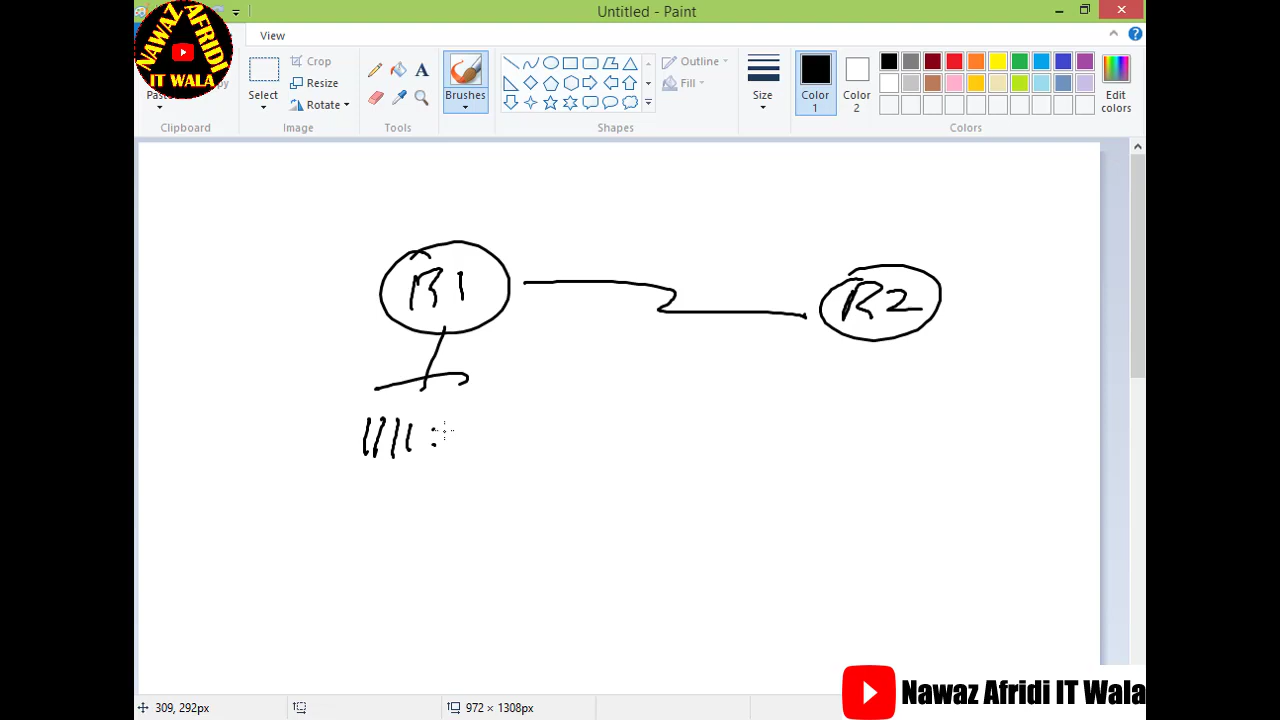 Untitled - Paint
NAWAZ AFRIDI
IT WALA
View
Crop
Resize
Rotate
Select
Brushes
Outline
Fill
Size
Color 1
Color 2
Edit colors
Clipboard
Image
Tools
Shapes
Colors
R1
R2
1111 :
Nawaz Afridi IT Wala
309, 292px
972 × 1308px